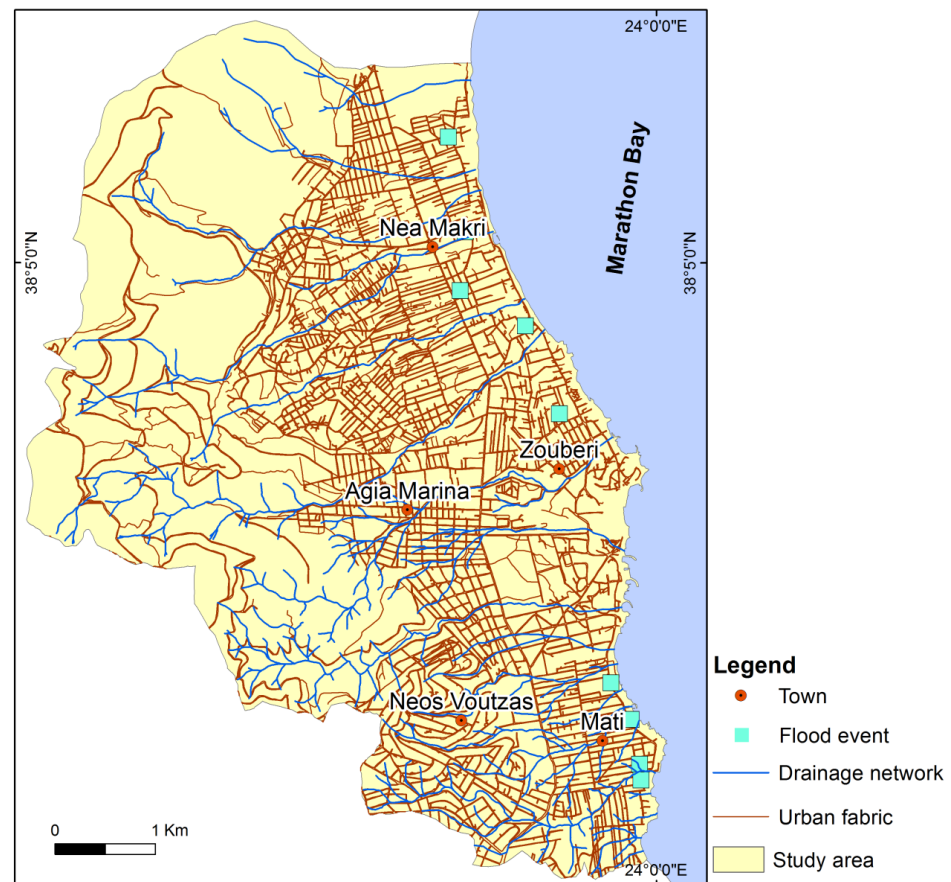 24°0'0"E
Marathon Bay
38°5'0"N
38°5'0"N
Nea Makri
Zouberi
Agia Marina
Neos Voutzas
Mati
0 1 Km
24°0'0"E
Legend
Town
Flood event
Drainage network
Urban fabric
Study area